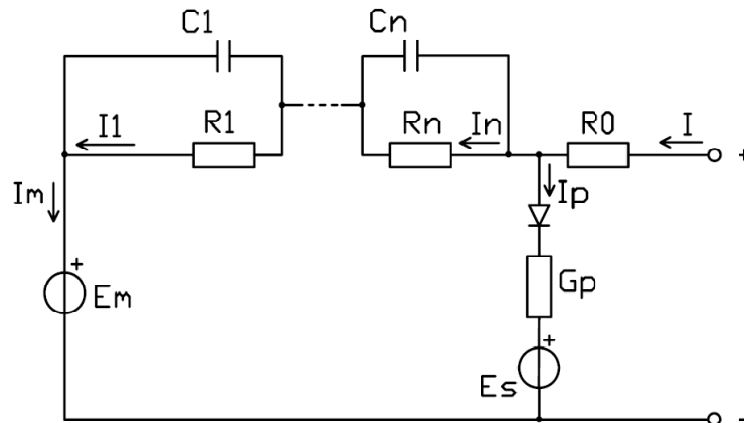 C1
Cn
I1
R1
Rn
In
R0
I
+
Im
Ip
+
Em
Gp
+
Es
-